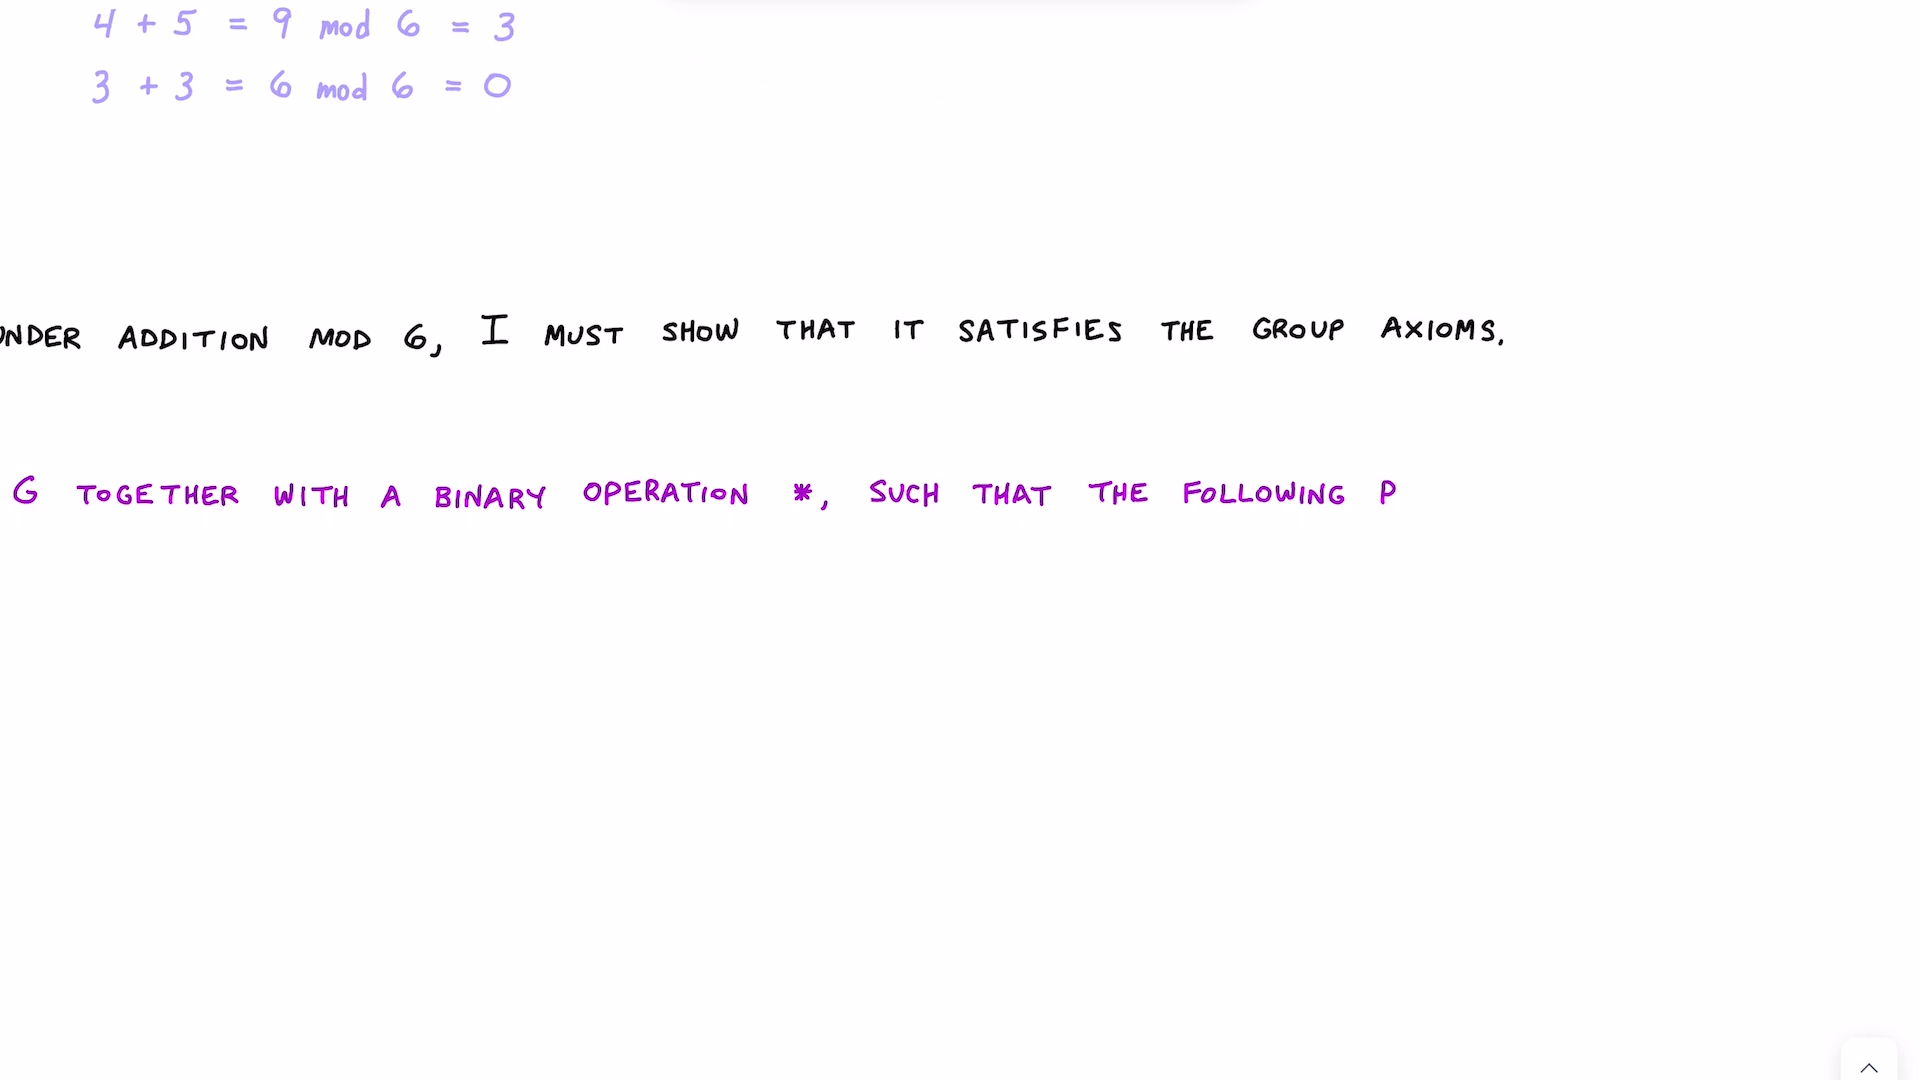 4 + 5 = 9 mod 6 = 3
3 + 3 = 6 mod 6 = 0
UNDER ADDITION MOD 6, I MUST SHOW THAT IT SATISFIES THE GROUP AXIOMS.
G TOGETHER WITH A BINARY OPERATION *, SUCH THAT THE FOLLOWING P